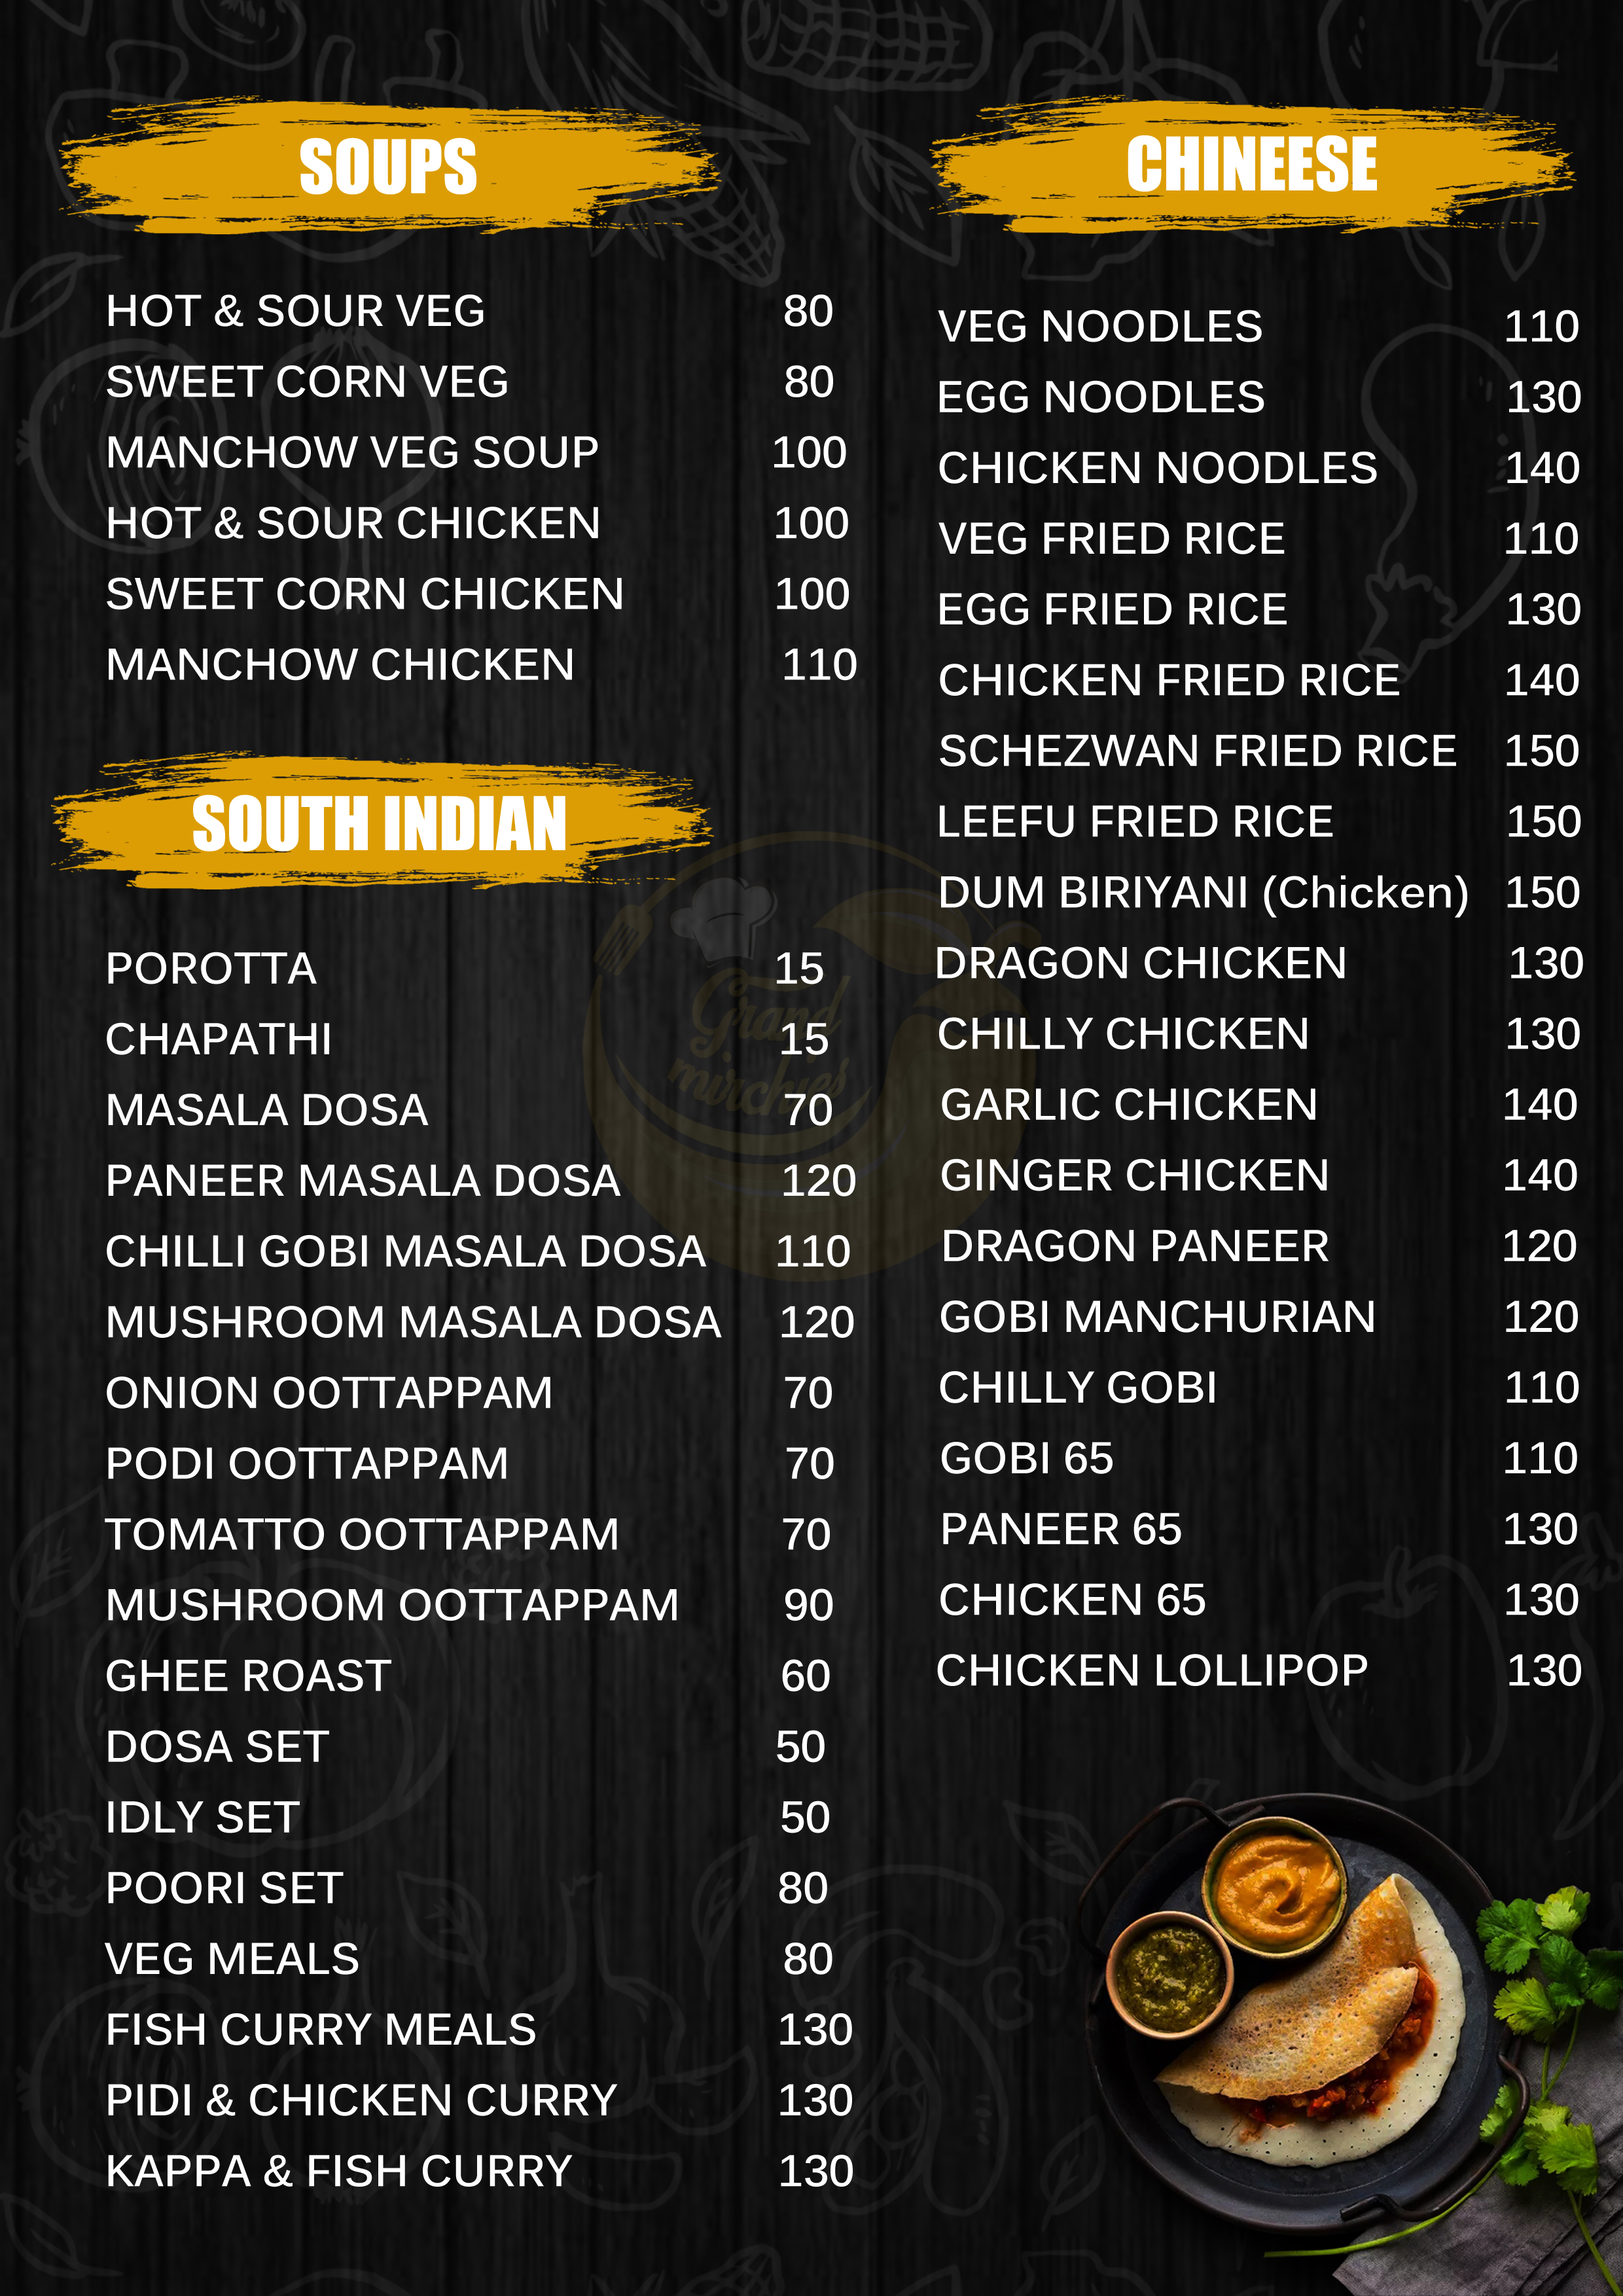 SOUPS
HOT & SOUR VEG 80
SWEET CORN VEG 80
MANCHOW VEG SOUP 100
HOT & SOUR CHICKEN 100
SWEET CORN CHICKEN 100
MANCHOW CHICKEN 110
SOUTH INDIAN
POROTTA 15
CHAPATHI 15
MASALA DOSA 70
PANEER MASALA DOSA 120
CHILLI GOBI MASALA DOSA 110
MUSHROOM MASALA DOSA 120
ONION OOTTAPPAM 70
PODI OOTTAPPAM 70
TOMATTO OOTTAPPAM 70
MUSHROOM OOTTAPPAM 90
GHEE ROAST 60
DOSA SET 50
IDLY SET 50
POORI SET 80
VEG MEALS 80
FISH CURRY MEALS 130
PIDI & CHICKEN CURRY 130
KAPPA & FISH CURRY 130
CHINEESE
VEG NOODLES 110
EGG NOODLES 130
CHICKEN NOODLES 140
VEG FRIED RICE 110
EGG FRIED RICE 130
CHICKEN FRIED RICE 140
SCHEZWAN FRIED RICE 150
LEEFU FRIED RICE 150
DUM BIRIYANI (Chicken) 150
DRAGON CHICKEN 130
CHILLY CHICKEN 130
GARLIC CHICKEN 140
GINGER CHICKEN 140
DRAGON PANEER 120
GOBI MANCHURIAN 120
CHILLY GOBI 110
GOBI 65 110
PANEER 65 130
CHICKEN 65 130
CHICKEN LOLLIPOP 130
Grand
mirchies